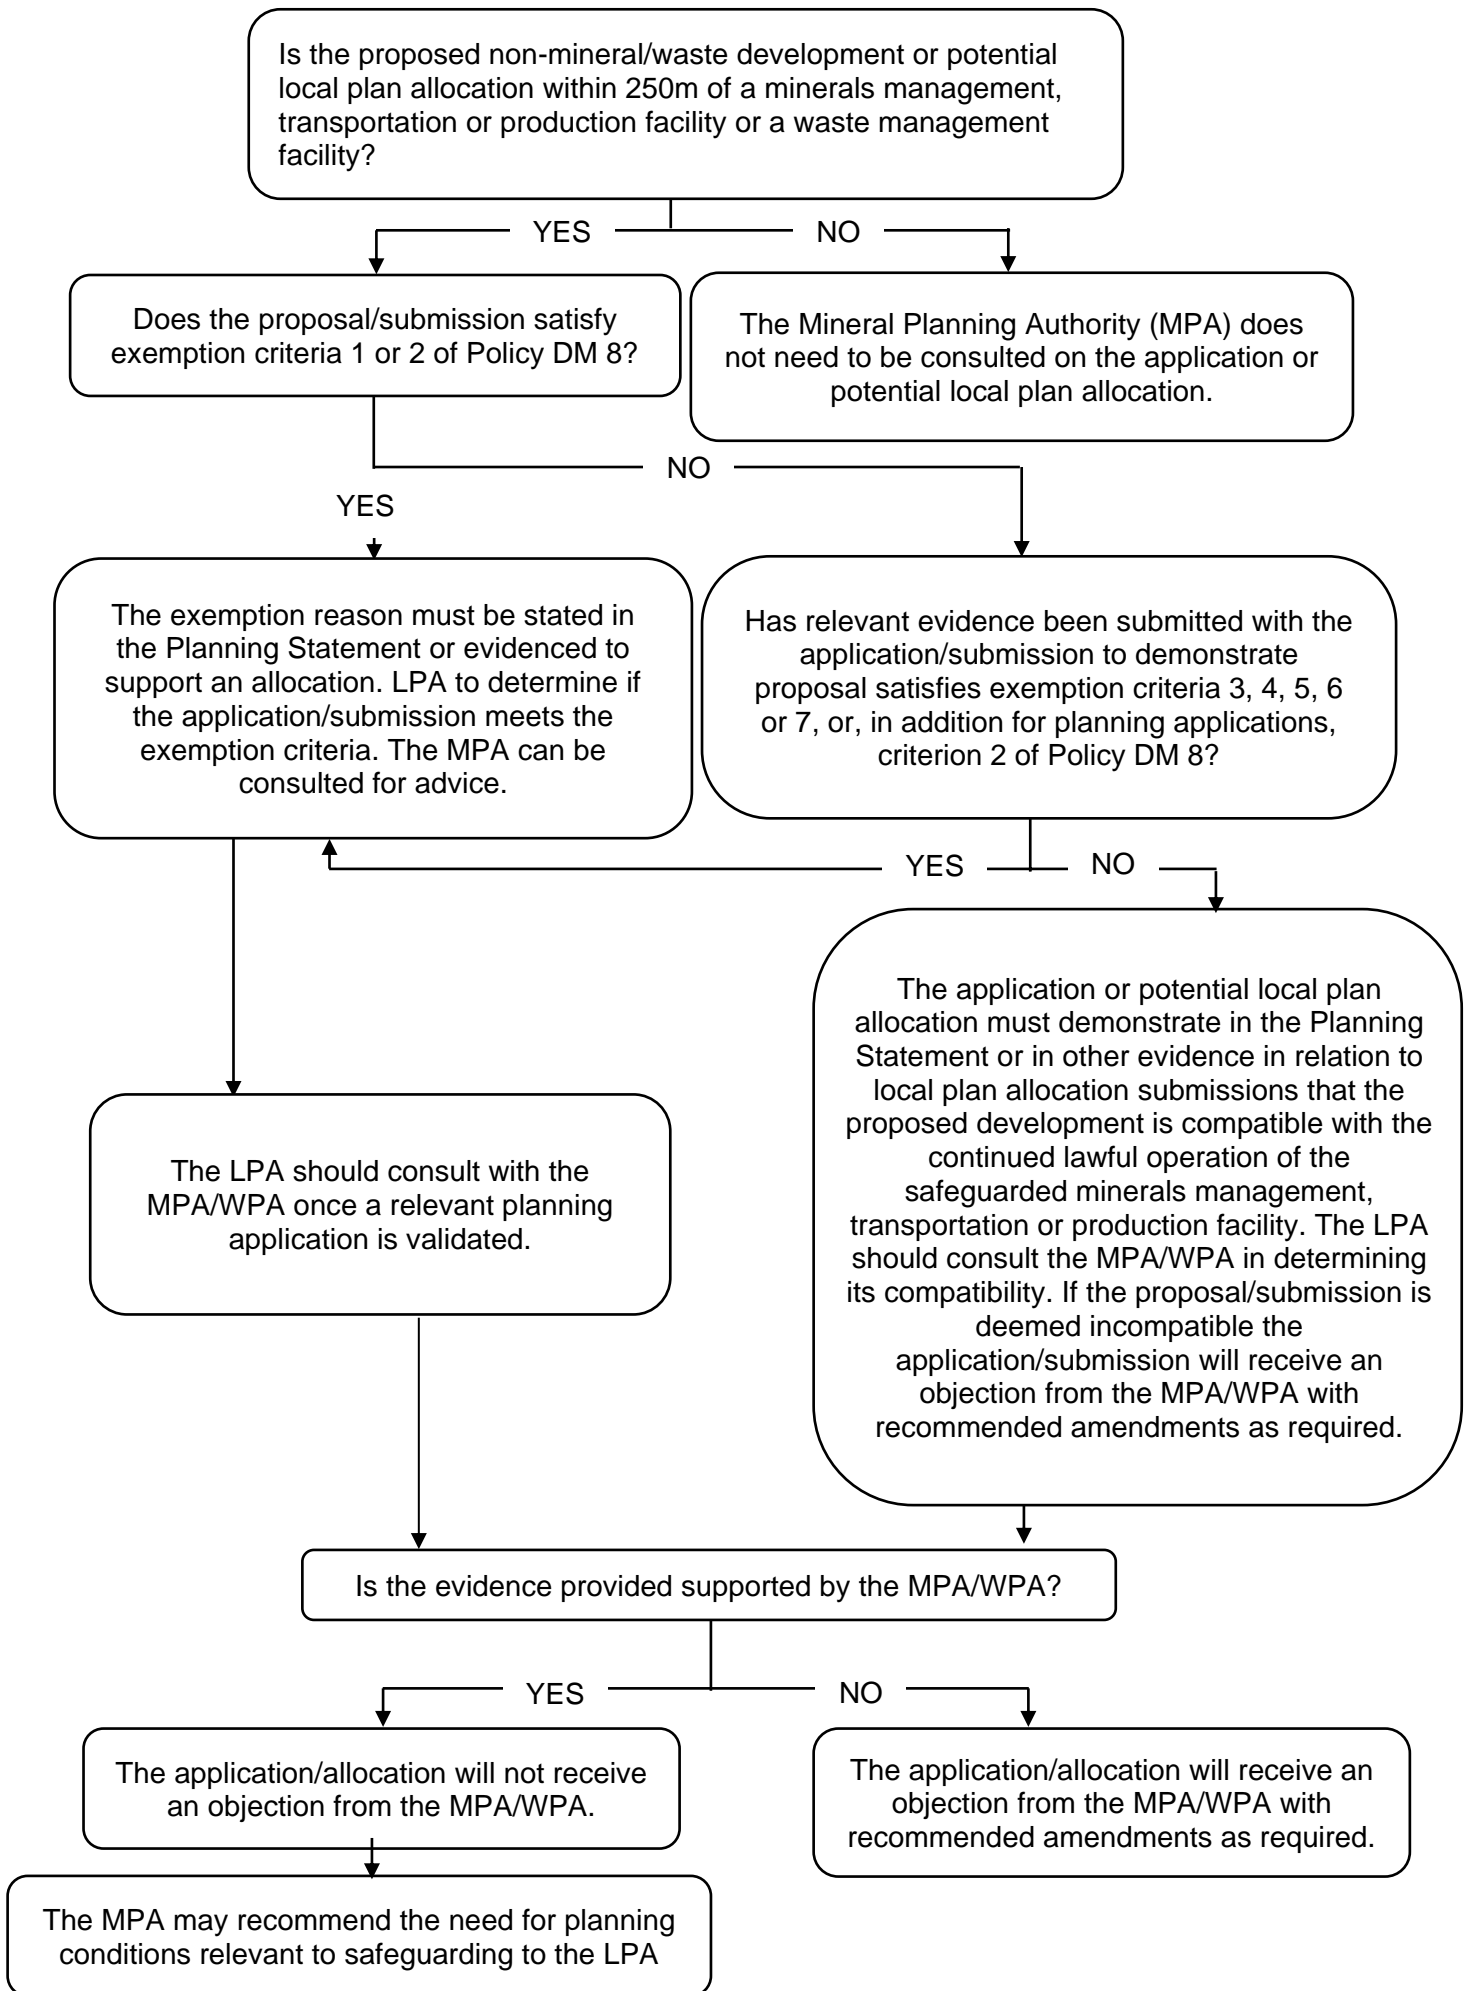 Is the proposed non-mineral/waste development or potential
local plan allocation within 250m of a minerals management,
transportation or production facility or a waste management
facility?
YES
NO
Does the proposal/submission satisfy
exemption criteria 1 or 2 of Policy DM 8?
The Mineral Planning Authority (MPA) does
not need to be consulted on the application or
potential local plan allocation.
NO
YES
The exemption reason must be stated in
the Planning Statement or evidenced to
support an allocation. LPA to determine if
the application/submission meets the
exemption criteria. The MPA can be
consulted for advice.
Has relevant evidence been submitted with the
application/submission to demonstrate
proposal satisfies exemption criteria 3, 4, 5, 6
or 7, or, in addition for planning applications,
criterion 2 of Policy DM 8?
YES
NO
The application or potential local plan
allocation must demonstrate in the Planning
Statement or in other evidence in relation to
local plan allocation submissions that the
proposed development is compatible with the
continued lawful operation of the
safeguarded minerals management,
transportation or production facility. The LPA
should consult the MPA/WPA in determining
its compatibility. If the proposal/submission is
deemed incompatible the
application/submission will receive an
objection from the MPA/WPA with
recommended amendments as required.
The LPA should consult with the
MPA/WPA once a relevant planning
application is validated.
Is the evidence provided supported by the MPA/WPA?
YES
NO
The application/allocation will not receive
an objection from the MPA/WPA.
The application/allocation will receive an
objection from the MPA/WPA with
recommended amendments as required.
The MPA may recommend the need for planning
conditions relevant to safeguarding to the LPA